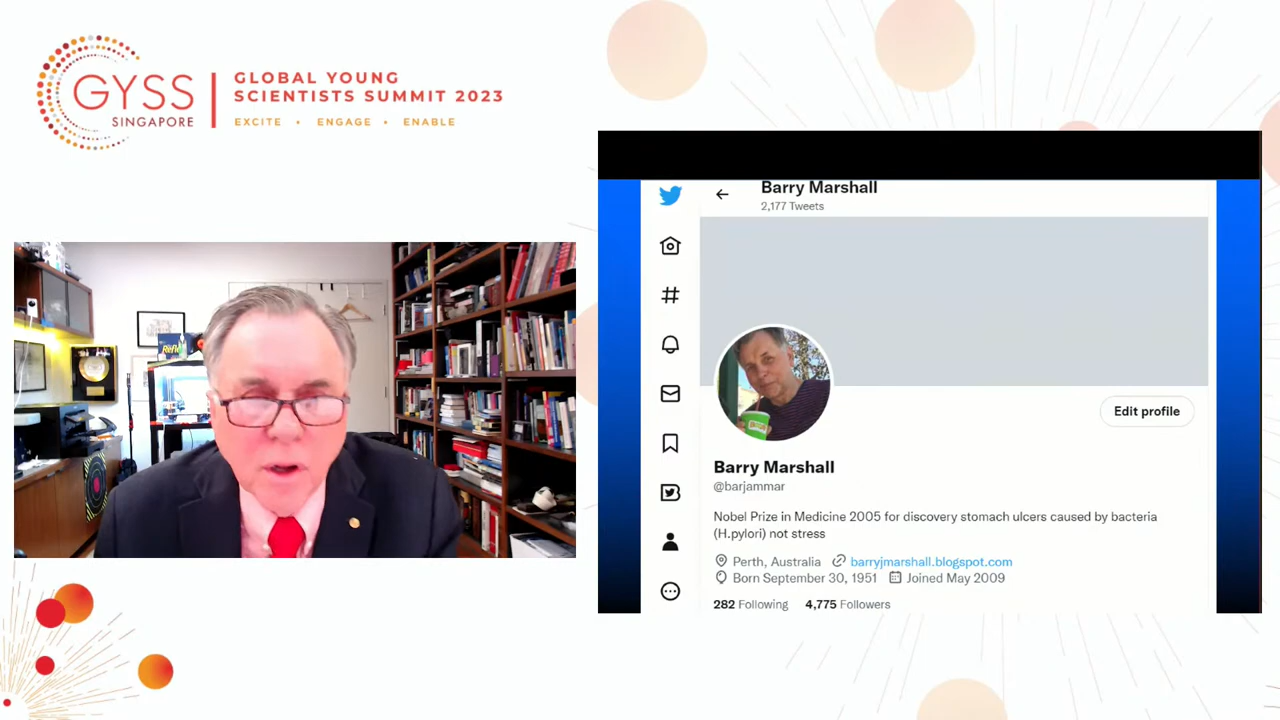 GYSS
SINGAPORE
GLOBAL YOUNG
SCIENTISTS SUMMIT 2023
EXCITE • ENGAGE • ENABLE
Barry Marshall
2,177 Tweets
Edit profile
Barry Marshall
@barjammar
Nobel Prize in Medicine 2005 for discovery stomach ulcers caused by bacteria
(H.pylori) not stress
Perth, Australia barryjmarshall.blogspot.com
Born September 30, 1951 Joined May 2009
282 Following 4,775 Followers